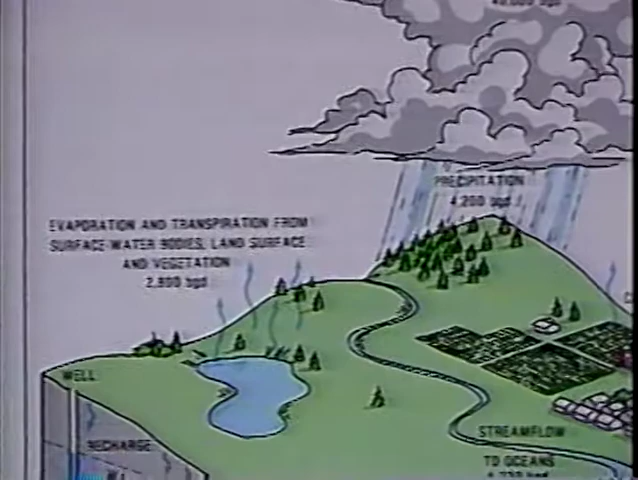 PRECIPITATION
4,200 bgd
EVAPORATION AND TRANSPIRATION FROM
SURFACE-WATER BODIES, LAND SURFACE
AND VEGETATION
2,800 bgd
WELL
RECHARGE
STREAMFLOW
TO OCEANS